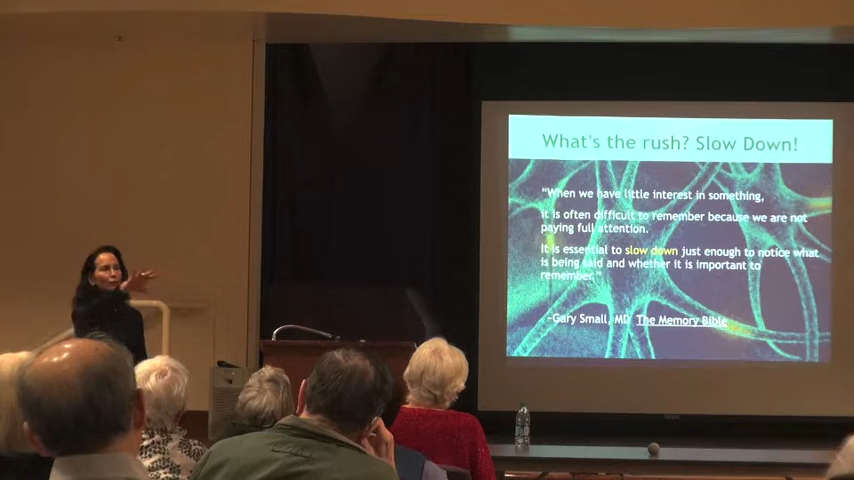 What's the rush? Slow Down!
“When we have little interest in something,
it is often difficult to remember because we are not
paying full attention.
It is essential to slow down just enough to notice what
is being said and whether it is important to
remember.”
–Gary Small, MD The Memory Bible